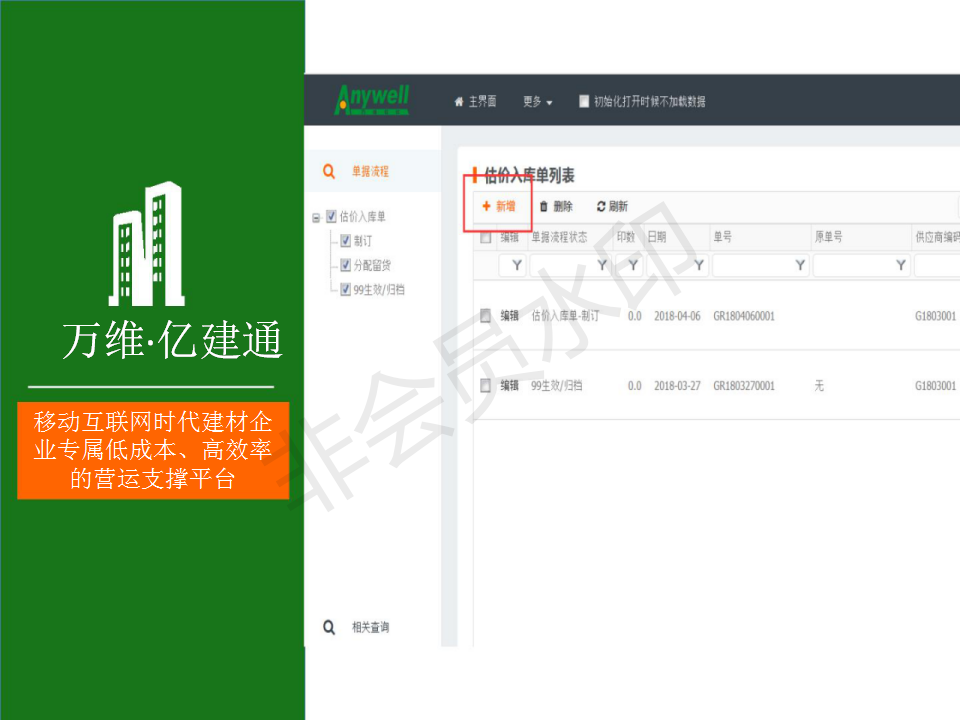 万维·亿建通
移动互联网时代建材企
业专属低成本、高效率
的营运支撑平台
Anywell
主界面 更多 初始化打开时候不加载数据
单据流程
估价入库单
制订
分配留货
99生效/归档
相关查询
估价入库单列表
新增 删除 刷新
编辑 单据流程状态 印数 日期 单号 原单号 供应商编码
编辑 估价入库单-制订 0.0 2018-04-06 GR1804060001 G1803001
编辑 99生效/归档 0.0 2018-03-27 GR1803270001 无 G1803001
非会员水印